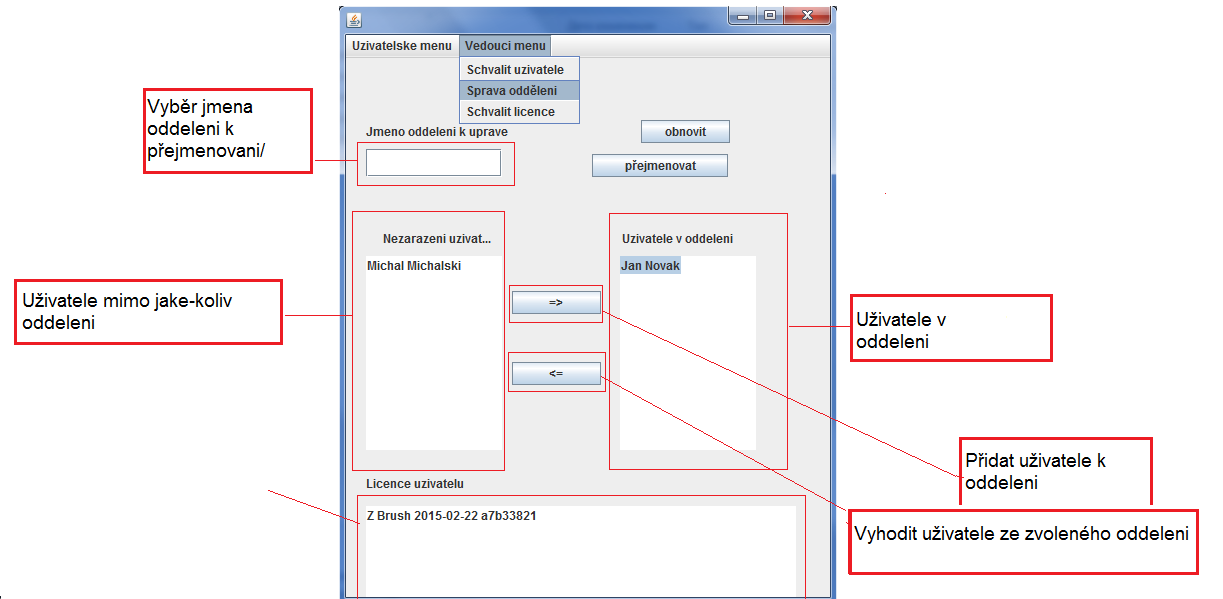 Uzivatelske menu Vedouci menu
Schvalit uzivatele
Sprava odděleni
Schvalit licence
Vyběr jmena
oddeleni k
přejmenovani/
Jmeno oddeleni k uprave
obnovit
přejmenovat
Nezarazeni uzivat...
Uzivatele v oddeleni
Michal Michalski
Jan Novak
Uživatele mimo jake-koliv
oddeleni
=>
<=
Uživatele v
oddeleni
Přidat uživatele k
oddeleni
Vyhodit uživatele ze zvoleného oddeleni
Licence uzivatelu
Z Brush 2015-02-22 a7b33821